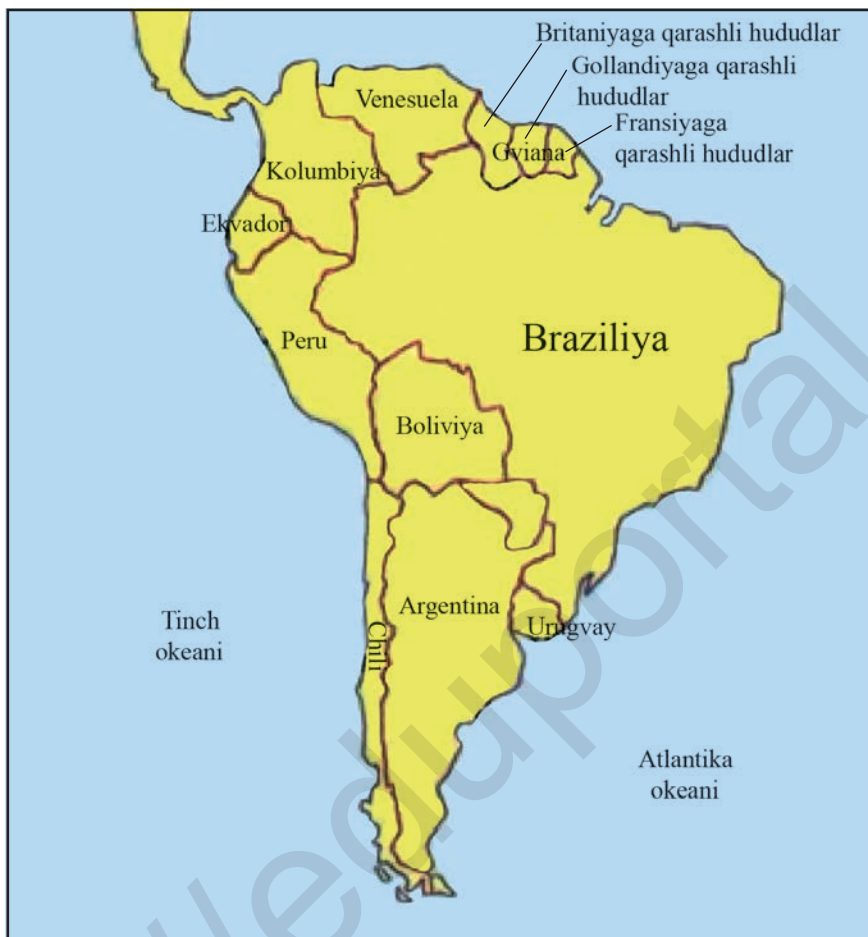 Britaniyaga qarashli hududlar
Gollandiyaga qarashli
hududlar
Fransiyaga
qarashli hududlar
Venesuela
Gviana
Kolumbiya
Ekvador
Peru
Braziliya
Boliviya
Argentina
Chili
Urugvay
Tinch
okeani
Atlantika
okeani
//eduportal